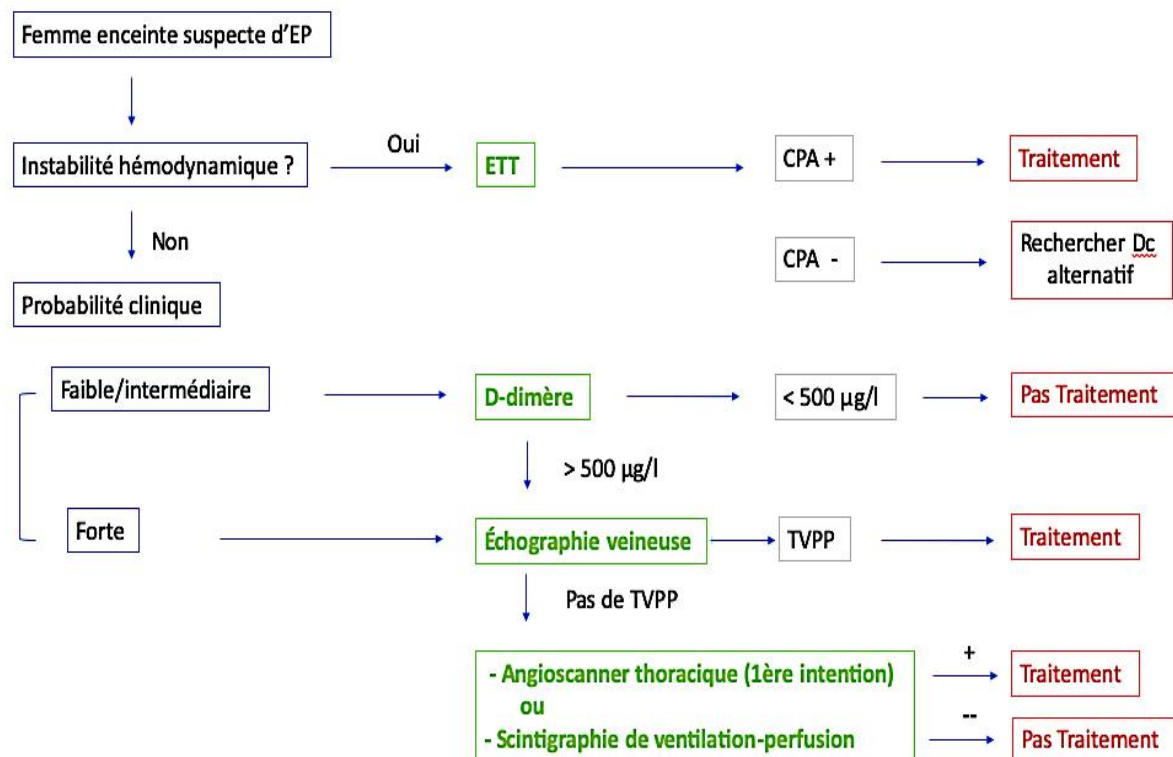 Femme enceinte suspecte d'EP
Oui
Instabilité hémodynamique ?
ETT
CPA +
Traitement
Non
CPA -
Rechercher Dc
alternatif
Probabilité clinique
Faible/intermédiaire
D-dimère
< 500 µg/l
Pas Traitement
> 500 µg/l
Forte
Échographie veineuse
TVPP
Traitement
Pas de TVPP
- Angioscanner thoracique (1ère intention)
+
Traitement
ou
--
- Scintigraphie de ventilation-perfusion
Pas Traitement